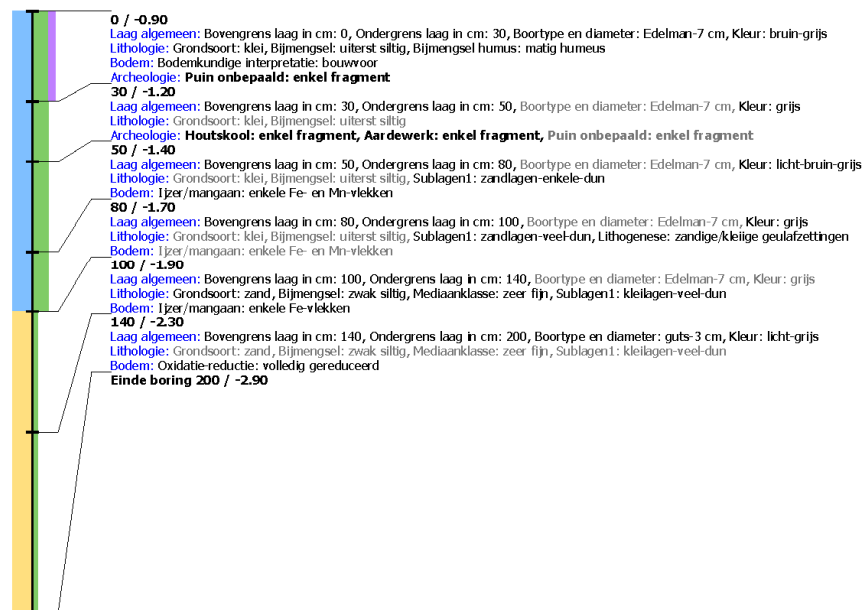 0 / -0.90
Laag algemeen: Bovengrens laag in cm: 0, Ondergrens laag in cm: 30, Boortype en diameter: Edelman-7 cm, Kleur: bruin-grijs
Lithologie: Grondsoort: klei, Bijmengsel: uiterst siltig, Bijmengsel humus: matig humeus
Bodem: Bodemkundige interpretatie: bouwvoor
Archeologie: Puin onbepaald: enkel fragment
30 / -1.20
Laag algemeen: Bovengrens laag in cm: 30, Ondergrens laag in cm: 50, Boortype en diameter: Edelman-7 cm, Kleur: grijs
Lithologie: Grondsoort: klei, Bijmengsel: uiterst siltig
Archeologie: Houtskool: enkel fragment, Aardewerk: enkel fragment, Puin onbepaald: enkel fragment
50 / -1.40
Laag algemeen: Bovengrens laag in cm: 50, Ondergrens laag in cm: 80, Boortype en diameter: Edelman-7 cm, Kleur: licht-bruin-grijs
Lithologie: Grondsoort: klei, Bijmengsel: uiterst siltig, Sublagen1: zandlagen-enkele-dun
Bodem: Ijzer/mangaan: enkele Fe- en Mn-vlekken
80 / -1.70
Laag algemeen: Bovengrens laag in cm: 80, Ondergrens laag in cm: 100, Boortype en diameter: Edelman-7 cm, Kleur: grijs
Lithologie: Grondsoort: klei, Bijmengsel: uiterst siltig, Sublagen1: zandlagen-veel-dun, Lithogenese: zandige/kleiige geulafzettingen
Bodem: Ijzer/mangaan: enkele Fe- en Mn-vlekken
100 / -1.90
Laag algemeen: Bovengrens laag in cm: 100, Ondergrens laag in cm: 140, Boortype en diameter: Edelman-7 cm, Kleur: grijs
Lithologie: Grondsoort: zand, Bijmengsel: zwak siltig, Mediaanklasse: zeer fijn, Sublagen1: kleilagen-veel-dun
Bodem: Ijzer/mangaan: enkele Fe-vlekken
140 / -2.30
Laag algemeen: Bovengrens laag in cm: 140, Ondergrens laag in cm: 200, Boortype en diameter: guts-3 cm, Kleur: licht-grijs
Lithologie: Grondsoort: zand, Bijmengsel: zwak siltig, Mediaanklasse: zeer fijn, Sublagen1: kleilagen-veel-dun
Bodem: Oxidatie-reductie: volledig gereduceerd
Einde boring 200 / -2.90